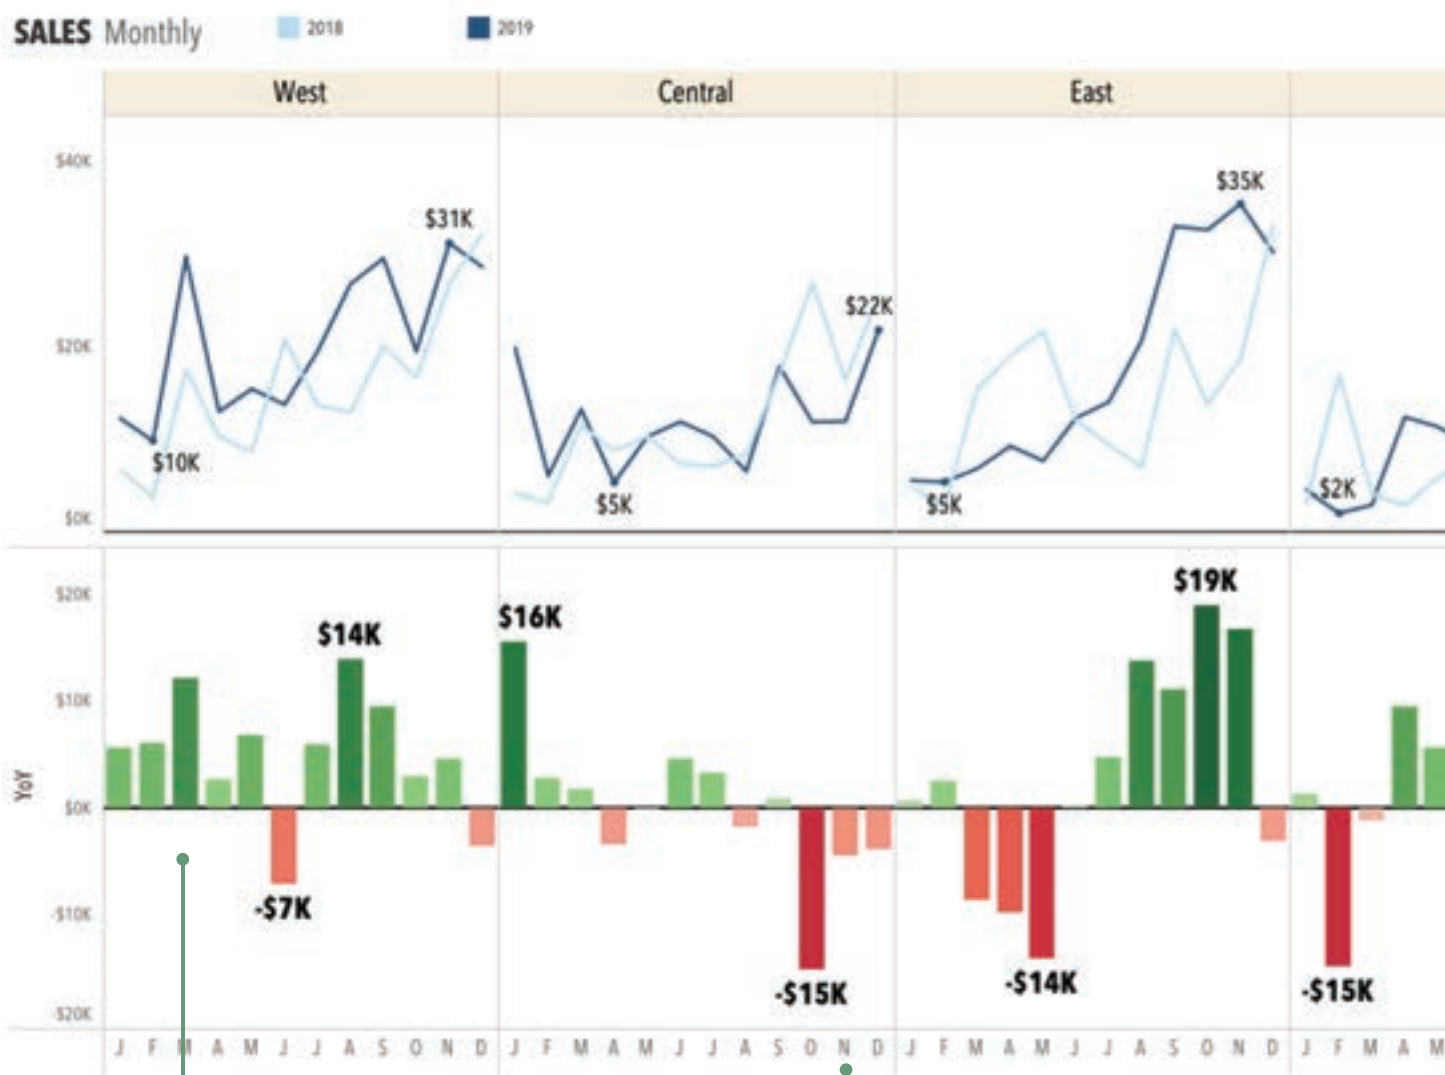 SALES Monthly 2018 2019
West Central East
$40K
$35K
$31K
$22K
$20K
$10K
$2K
$5K $5K
$0K
$20K
$19K
$16K
$14K
$10K
YoY
$0K
-$7K
-$10K
-$14K
-$15K -$15K
-$20K
J F M A M J J A S O N D J F M A M J J A S O N D J F M A M J J A S O N D J F M A M